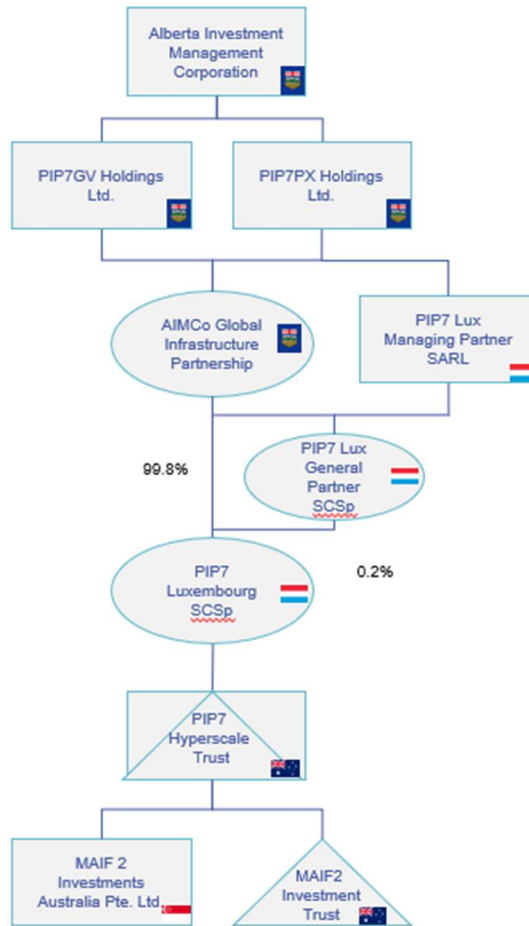 Alberta Investment
Management
Corporation
PIP7GV Holdings
Ltd.
PIP7PX Holdings
Ltd.
AIMCo Global
Infrastructure
Partnership
PIP7 Lux
Managing Partner
SARL
99.8%
PIP7 Lux
General
Partner
SCSp
PIP7
Luxembourg
SCSp
0.2%
PIP7
Hyperscale
Trust
MAIF 2
Investments
Australia Pte. Ltd.
MAIF2
Investment
Trust